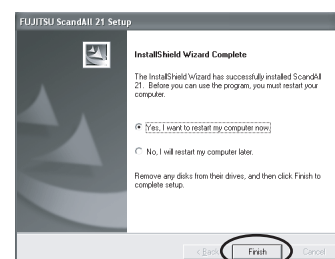 FUJITSU ScandAll 21 Setup
InstallShield Wizard Complete
The InstallShield Wizard has successfully installed ScandAll
21. Before you can use the program, you must restart your
computer.
Yes, I want to restart my computer now.
No, I will restart my computer later.
Remove any disks from their drives, and then click Finish to
complete setup.
< Back
Finish
Cancel